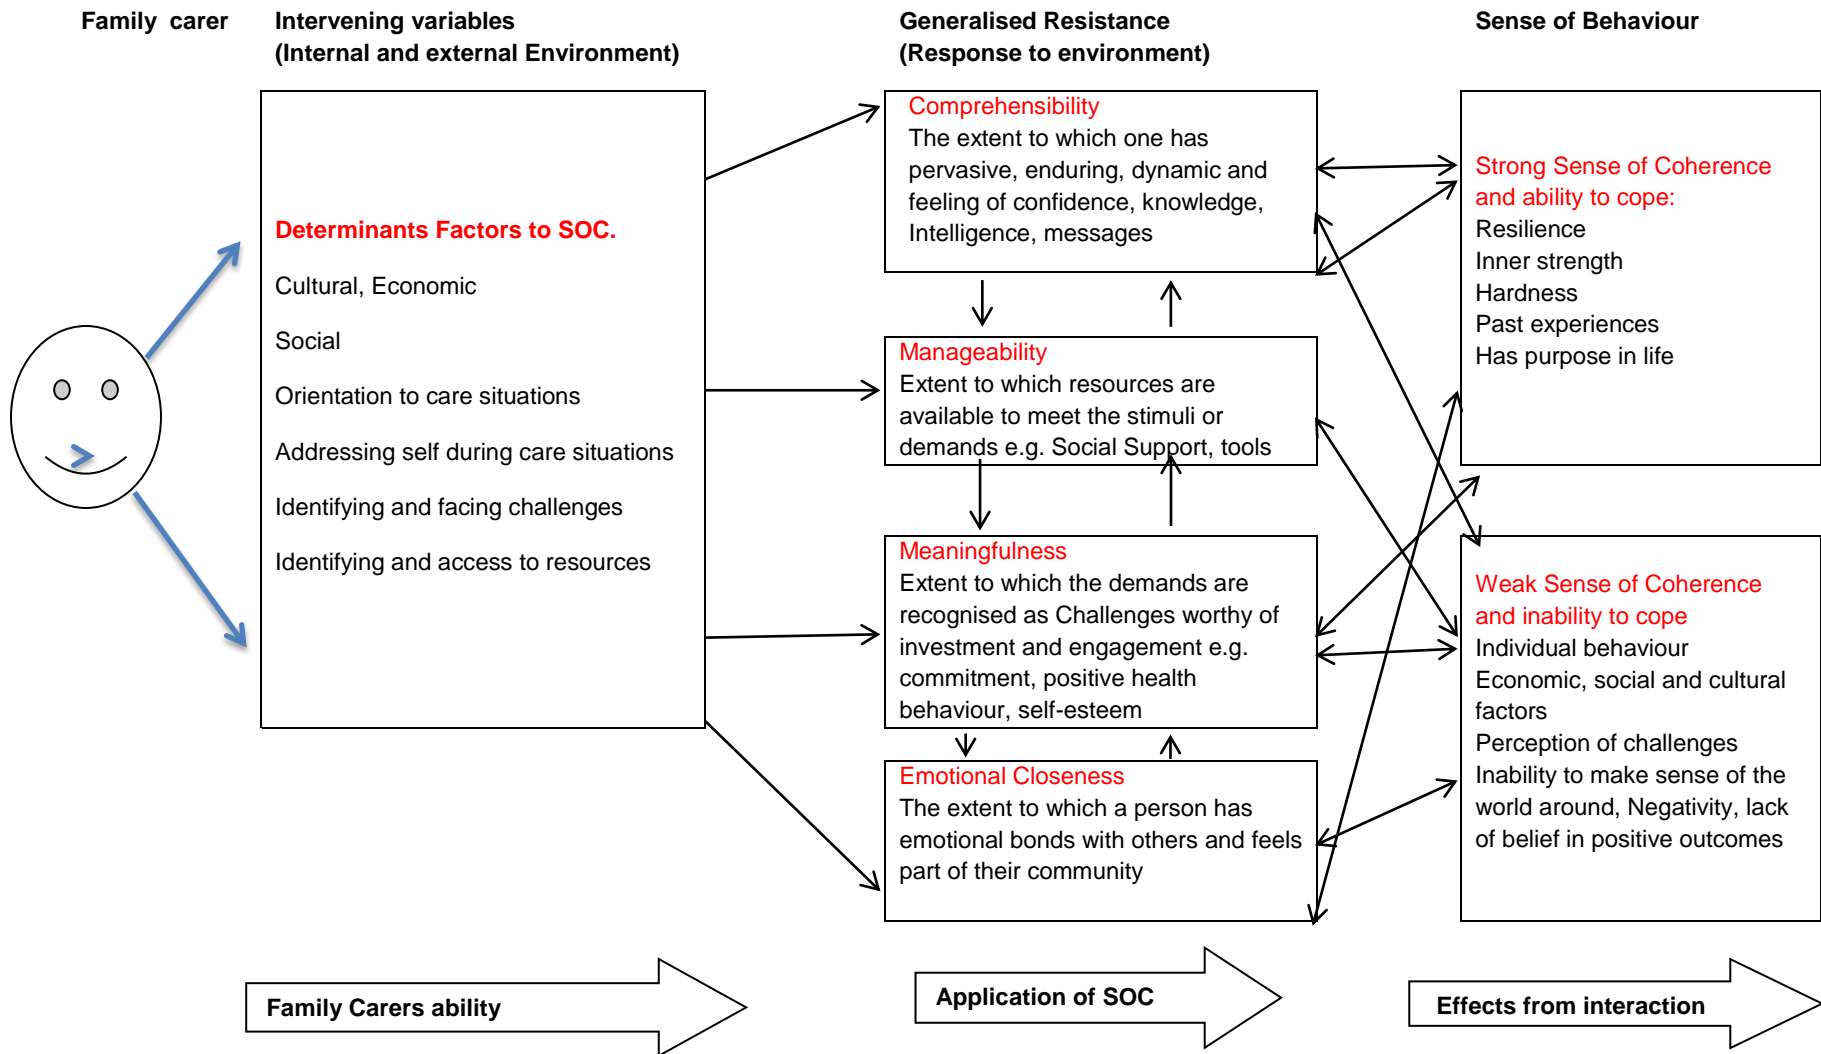 Family  carer
Intervening variables
(Internal and external Environment)
Generalised Resistance
(Response to environment)
Sense of Behaviour
Determinants Factors to SOC.
Cultural, Economic
Social
Orientation to care situations
Addressing self during care situations
Identifying and facing challenges
Identifying and access to resources
Comprehensibility
The extent to which one has
pervasive, enduring, dynamic and
feeling of confidence, knowledge,
Intelligence, messages
Manageability
Extent to which resources are
available to meet the stimuli or
demands e.g. Social Support, tools
Meaningfulness
Extent to which the demands are
recognised as Challenges worthy of
investment and engagement e.g.
commitment, positive health
behaviour, self-esteem
Emotional Closeness
The extent to which a person has
emotional bonds with others and feels
part of their community
Strong Sense of Coherence
and ability to cope:
Resilience
Inner strength
Hardness
Past experiences
Has purpose in life
Weak Sense of Coherence
and inability to cope
Individual behaviour
Economic, social and cultural
factors
Perception of challenges
Inability to make sense of the
world around, Negativity, lack
of belief in positive outcomes
Family Carers ability
Application of SOC
Effects from interaction